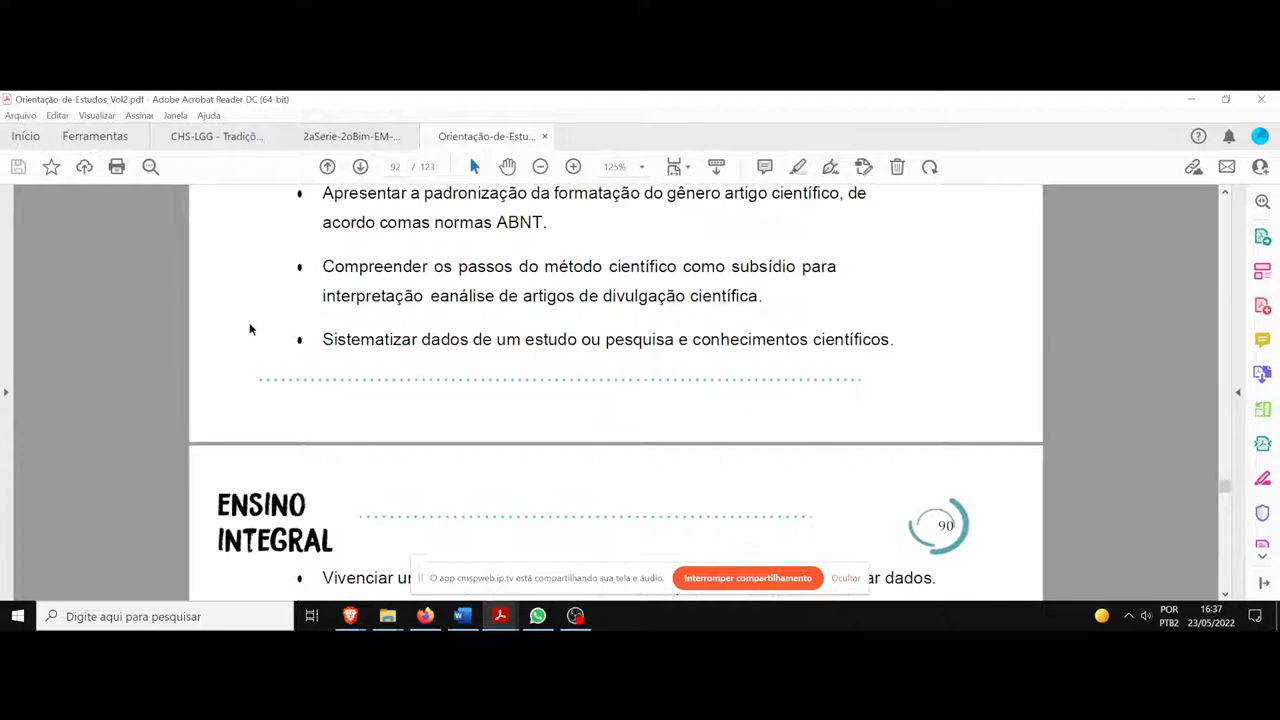 Orientação-de-Estudos_Vol2.pdf - Adobe Acrobat Reader DC (64-bit)
Arquivo Editar Visualizar Assinar Janela Ajuda
Início Ferramentas CHS-LGG - Tradiçõ... 2aSerie-2oBim-EM-... Orientação-de-Estu... ×
92 / 123 125%
Apresentar a padronização da formatação do gênero artigo científico, de
acordo comas normas ABNT.
Compreender os passos do método científico como subsídio para
interpretação eanálise de artigos de divulgação científica.
Sistematizar dados de um estudo ou pesquisa e conhecimentos científicos.
ENSINO
INTEGRAL
90
Vivenciar ar dados.
O app cmspweb.ip.tv está compartilhando sua tela e áudio. Interromper compartilhamento Ocultar
Digite aqui para pesquisar
POR 16:37
PTB2 23/05/2022